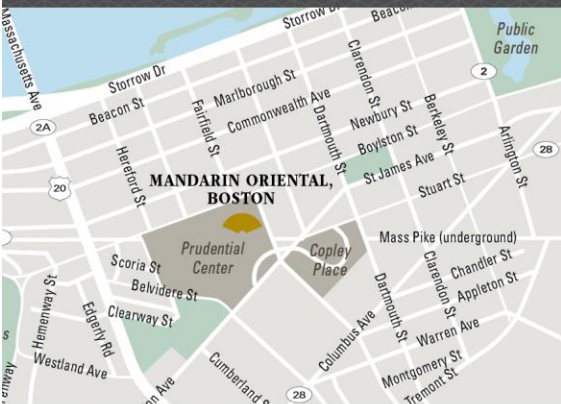 Massachusetts Ave
Storrow Dr
Beaco
Public
Garden
Storrow Dr
Beacon St
Marlborough St
Commonwealth Ave
Clarendon St
2
2A
Fairfield St
Newbury St
Berkeley St
Dartmouth St
Boylston St
Arlington St
28
Hereford St
St James Ave
20
MANDARIN ORIENTAL,
BOSTON
Stuart St
Prudential
Center
Copley
Place
Mass Pike (underground)
Scoria St
Belvidere St
Clearway St
Chandler St
Appleton St
Clarendon St
Dartmouth St
Hemenway St
Edgerly Rd
Columbus Ave
Warren Ave
Westland Ave
Montgomery St
Tremont St
Cumberland S
on Ave
28
s
enway